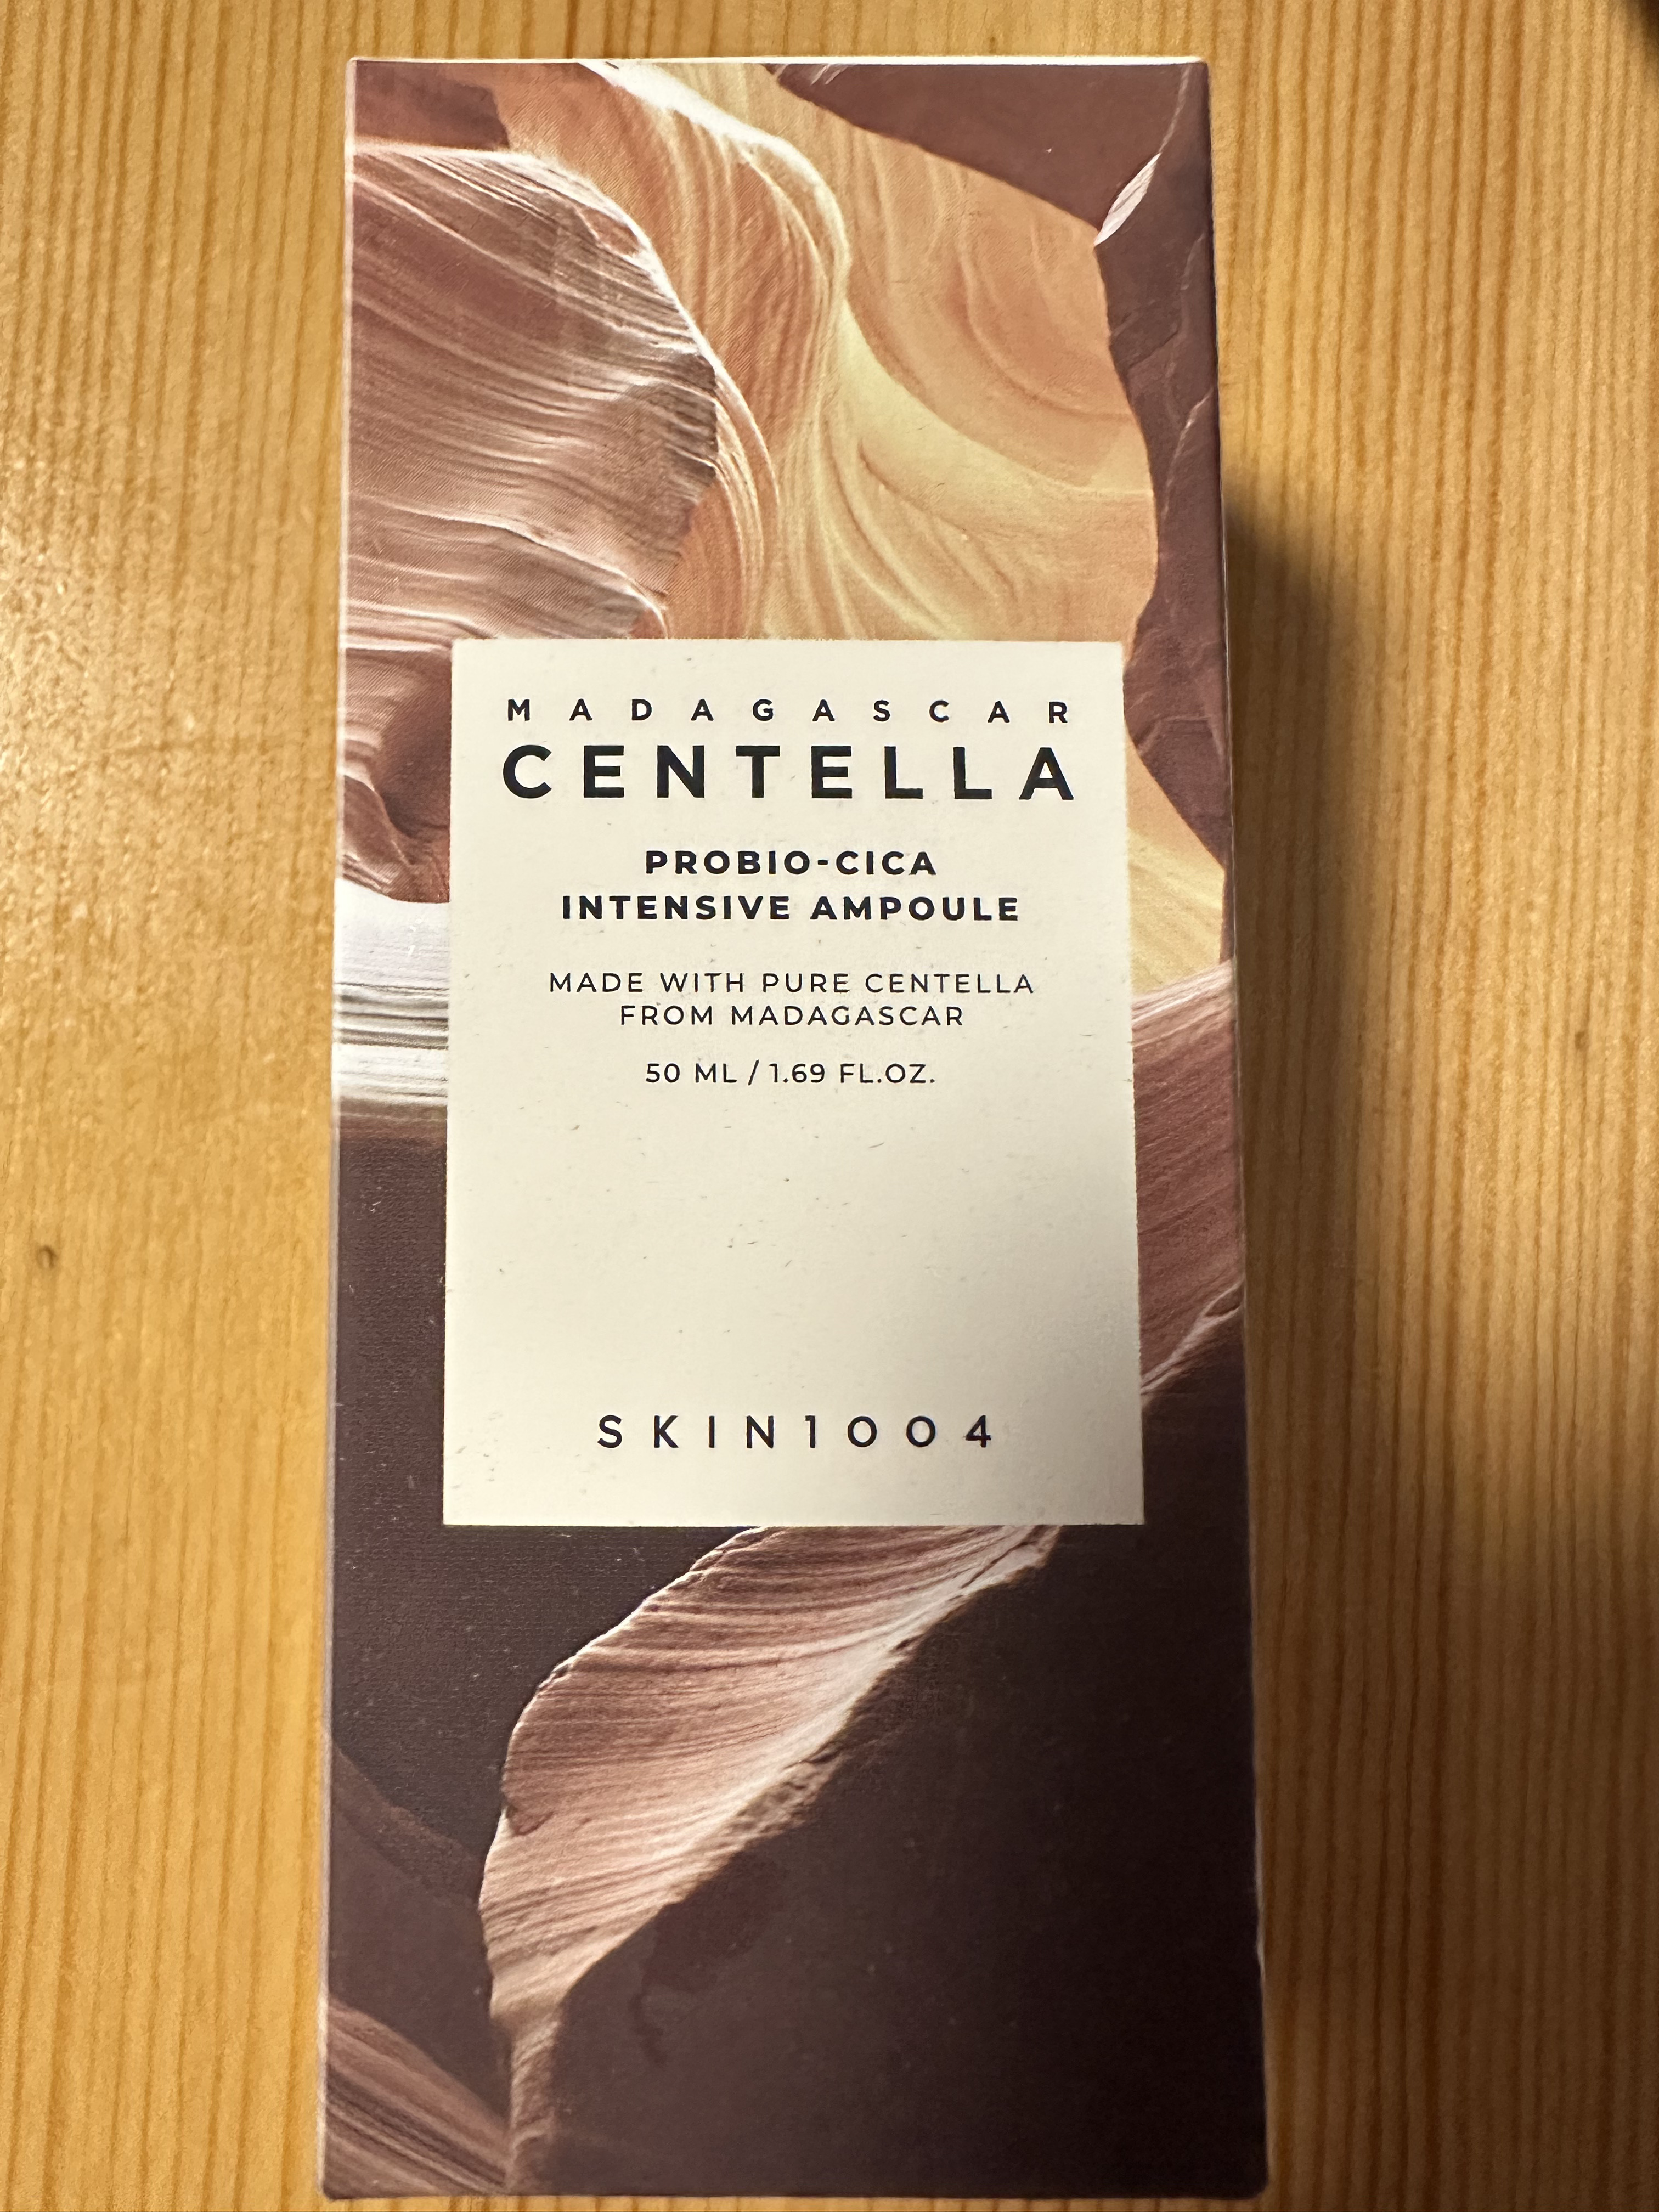 MADAGASCAR
CENTELLA
PROBIO-CICA
INTENSIVE AMPOULE
MADE WITH PURE CENTELLA
FROM MADAGASCAR
50 ML / 1.69 FL.OZ.
SKIN1004